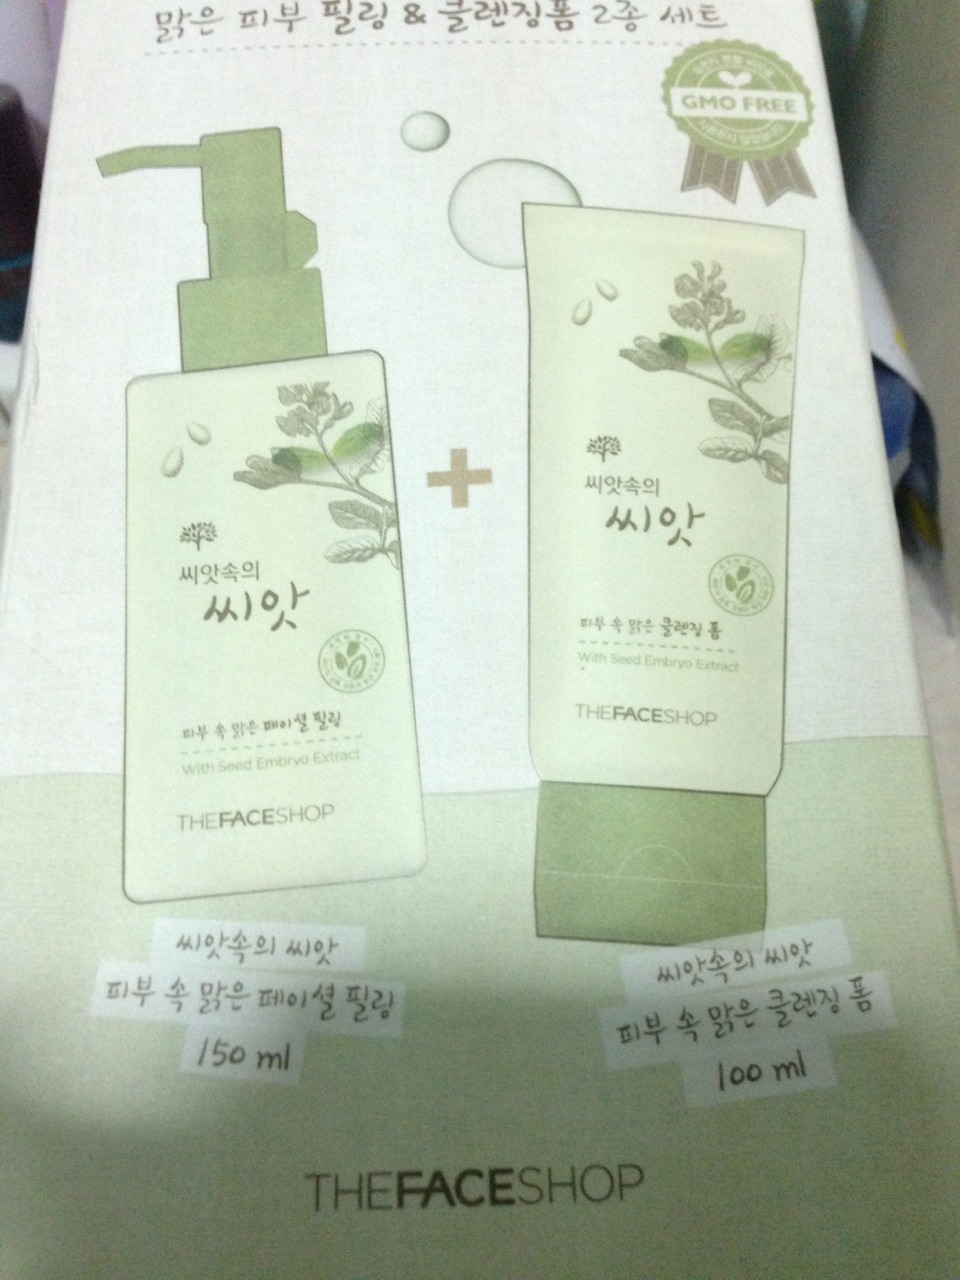 맑은 피부 필링 & 클렌징폼 2종 세트
GMO FREE
씨앗속의
씨앗
피부 속 맑은 페이셜 필링
With Seed Embryo Extract
THEFACESHOP
씨앗속의
씨앗
피부 속 맑은 클렌징 폼
With Seed Embryo Extract
THEFACESHOP
씨앗속의 씨앗
피부 속 맑은 페이셜 필링
150 ml
씨앗속의 씨앗
피부 속 맑은 클렌징 폼
100 ml
THEFACESHOP